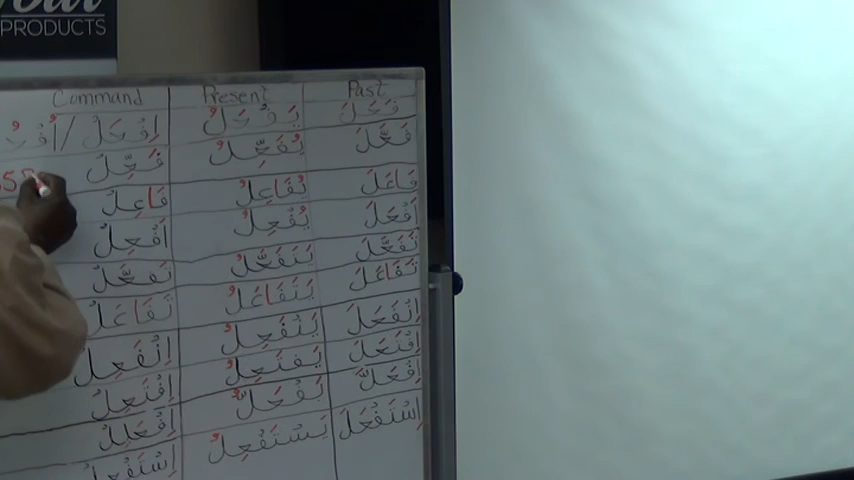 PRODUCTS
Command Present Past
فَعَلَ يَفْعَلُ اِفْعَلْ /
فَعَّلَ يُفَعِّلُ فَعِّلْ
فَاعَلَ يُفَاعِلُ فَاعِلْ
اَفْعَلَ يُفْعِلُ اَفْعِلْ
تَفَعَّلَ يَتَفَعَّلُ تَفَعَّلْ
تَفَاعَلَ يَتَفَاعَلُ تَفَاعَلْ
اِنْفَعَلَ يَنْفَعِلُ اِنْفَعِلْ
اِفْتَعَلَ يَفْتَعِلُ اِفْتَعِلْ
اِفْعَلَّ يَفْعَلُّ اِفْعَلِلْ
اِسْتَفْعَلَ يَسْتَفْعِلُ اِسْتَفْعِلْ